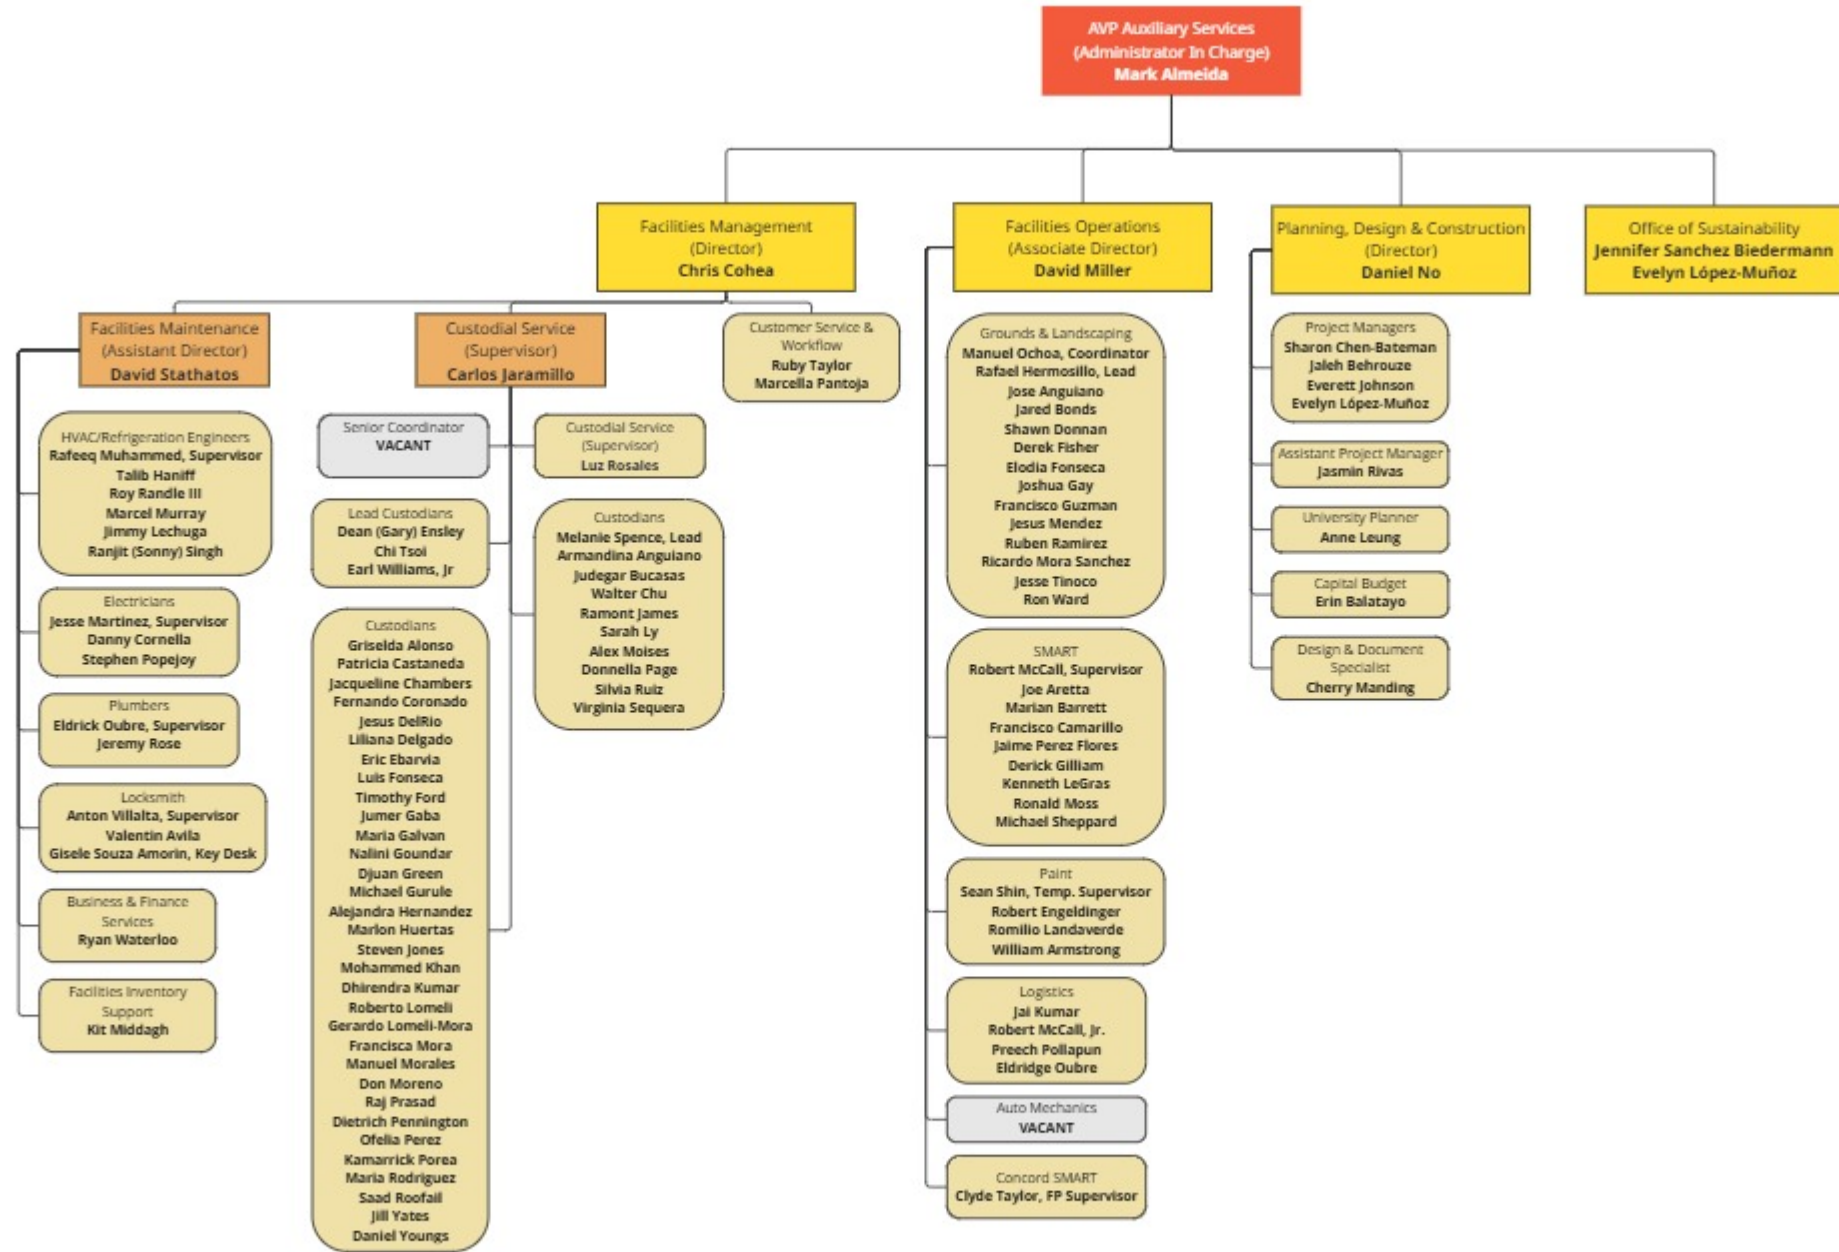 AVP Auxiliary Services
(Administrator In Charge)
Mark Almeida
Facilities Management
(Director)
Chris Cohea
Facilities Operations
(Associate Director)
David Miller
Planning, Design & Construction
(Director)
Daniel No
Office of Sustainability
Jennifer Sanchez Biedermann
Evelyn López-Muñoz
Facilities Maintenance
(Assistant Director)
David Stathatos
Custodial Service
(Supervisor)
Carlos Jaramillo
Customer Service &
Workflow
Ruby Taylor
Marcella Pantoja
HVAC/Refrigeration Engineers
Rafeeq Muhammed, Supervisor
Talib Haniff
Roy Randle III
Marcel Murray
Jimmy Lechuga
Ranjit (Sonny) Singh
Electricians
Jesse Martinez, Supervisor
Danny Cornella
Stephen Popejoy
Plumbers
Eldrick Oubre, Supervisor
Jeremy Rose
Locksmith
Anton Villalta, Supervisor
Valentin Avila
Gisele Souza Amorin, Key Desk
Business & Finance
Services
Ryan Waterloo
Facilities Inventory
Support
Kit Middagh
Senior Coordinator
VACANT
Lead Custodians
Dean (Gary) Ensley
Chi Tsoi
Earl Williams, Jr
Custodians
Griselda Alonso
Patricia Castaneda
Jacqueline Chambers
Fernando Coronado
Jesus DelRio
Liliana Delgado
Eric Ebarvia
Luis Fonseca
Timothy Ford
Jumer Gaba
Maria Galvan
Nalini Goundar
Djuan Green
Michael Gurule
Alejandra Hernandez
Marlon Huertas
Steven Jones
Mohammed Khan
Dhirendra Kumar
Roberto Lomeli
Gerardo Lomeli-Mora
Francisca Mora
Manuel Morales
Don Moreno
Raj Prasad
Dietrich Pennington
Ofelia Perez
Kamarrick Porea
Maria Rodriguez
Saad Roofail
Jill Yates
Daniel Youngs
Custodial Service
(Supervisor)
Luz Rosales
Custodians
Melanie Spence, Lead
Armandina Anguiano
Judegar Bucasas
Walter Chu
Ramont James
Sarah Ly
Alex Moises
Donnella Page
Silvia Ruiz
Virginia Sequera
Grounds & Landscaping
Manuel Ochoa, Coordinator
Rafael Hermosillo, Lead
Jose Anguiano
Jared Bonds
Shawn Donnan
Derek Fisher
Elodia Fonseca
Joshua Gay
Francisco Guzman
Jesus Mendez
Ruben Ramirez
Ricardo Mora Sanchez
Jesse Tinoco
Ron Ward
SMART
Robert McCall, Supervisor
Joe Aretta
Marian Barrett
Francisco Camarillo
Jaime Perez Flores
Derick Gilliam
Kenneth LeGras
Ronald Moss
Michael Sheppard
Paint
Sean Shin, Temp. Supervisor
Robert Engeldinger
Romilio Landaverde
William Armstrong
Logistics
Jai Kumar
Robert McCall, Jr.
Preech Pollapun
Eldridge Oubre
Auto Mechanics
VACANT
Concord SMART
Clyde Taylor, FP Supervisor
Project Managers
Sharon Chen-Bateman
Jaleh Behrouze
Everett Johnson
Evelyn López-Muñoz
Assistant Project Manager
Jasmin Rivas
University Planner
Anne Leung
Capital Budget
Erin Balatayo
Design & Document
Specialist
Cherry Manding